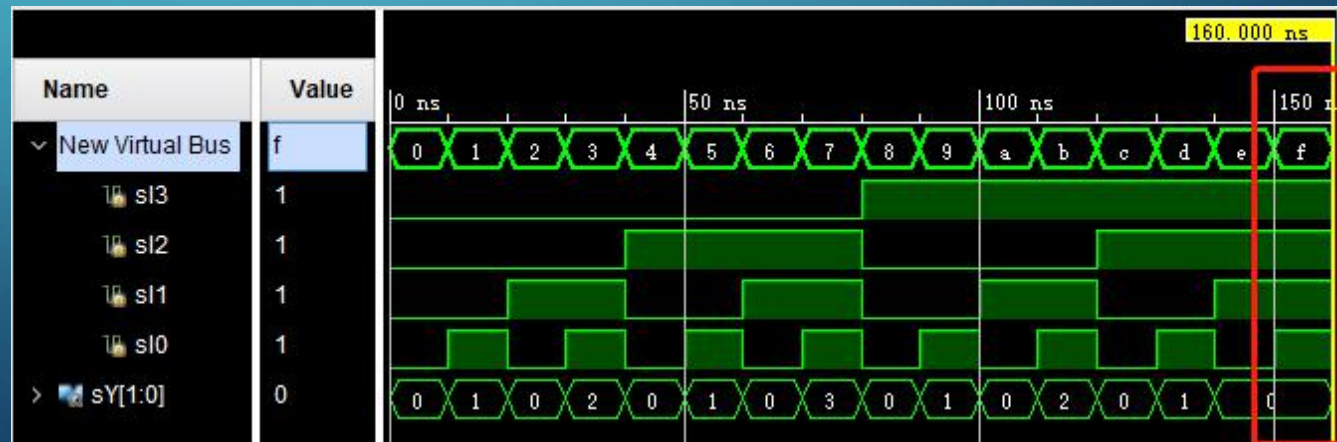 160.000 ns
Name Value
0 ns 50 ns 100 ns 150 n
New Virtual Bus f 0 1 2 3 4 5 6 7 8 9 a b c d e f
sI3 1
sI2 1
sI1 1
sI0 1
sY[1:0] 0 0 1 0 2 0 1 0 3 0 1 0 2 0 1 0